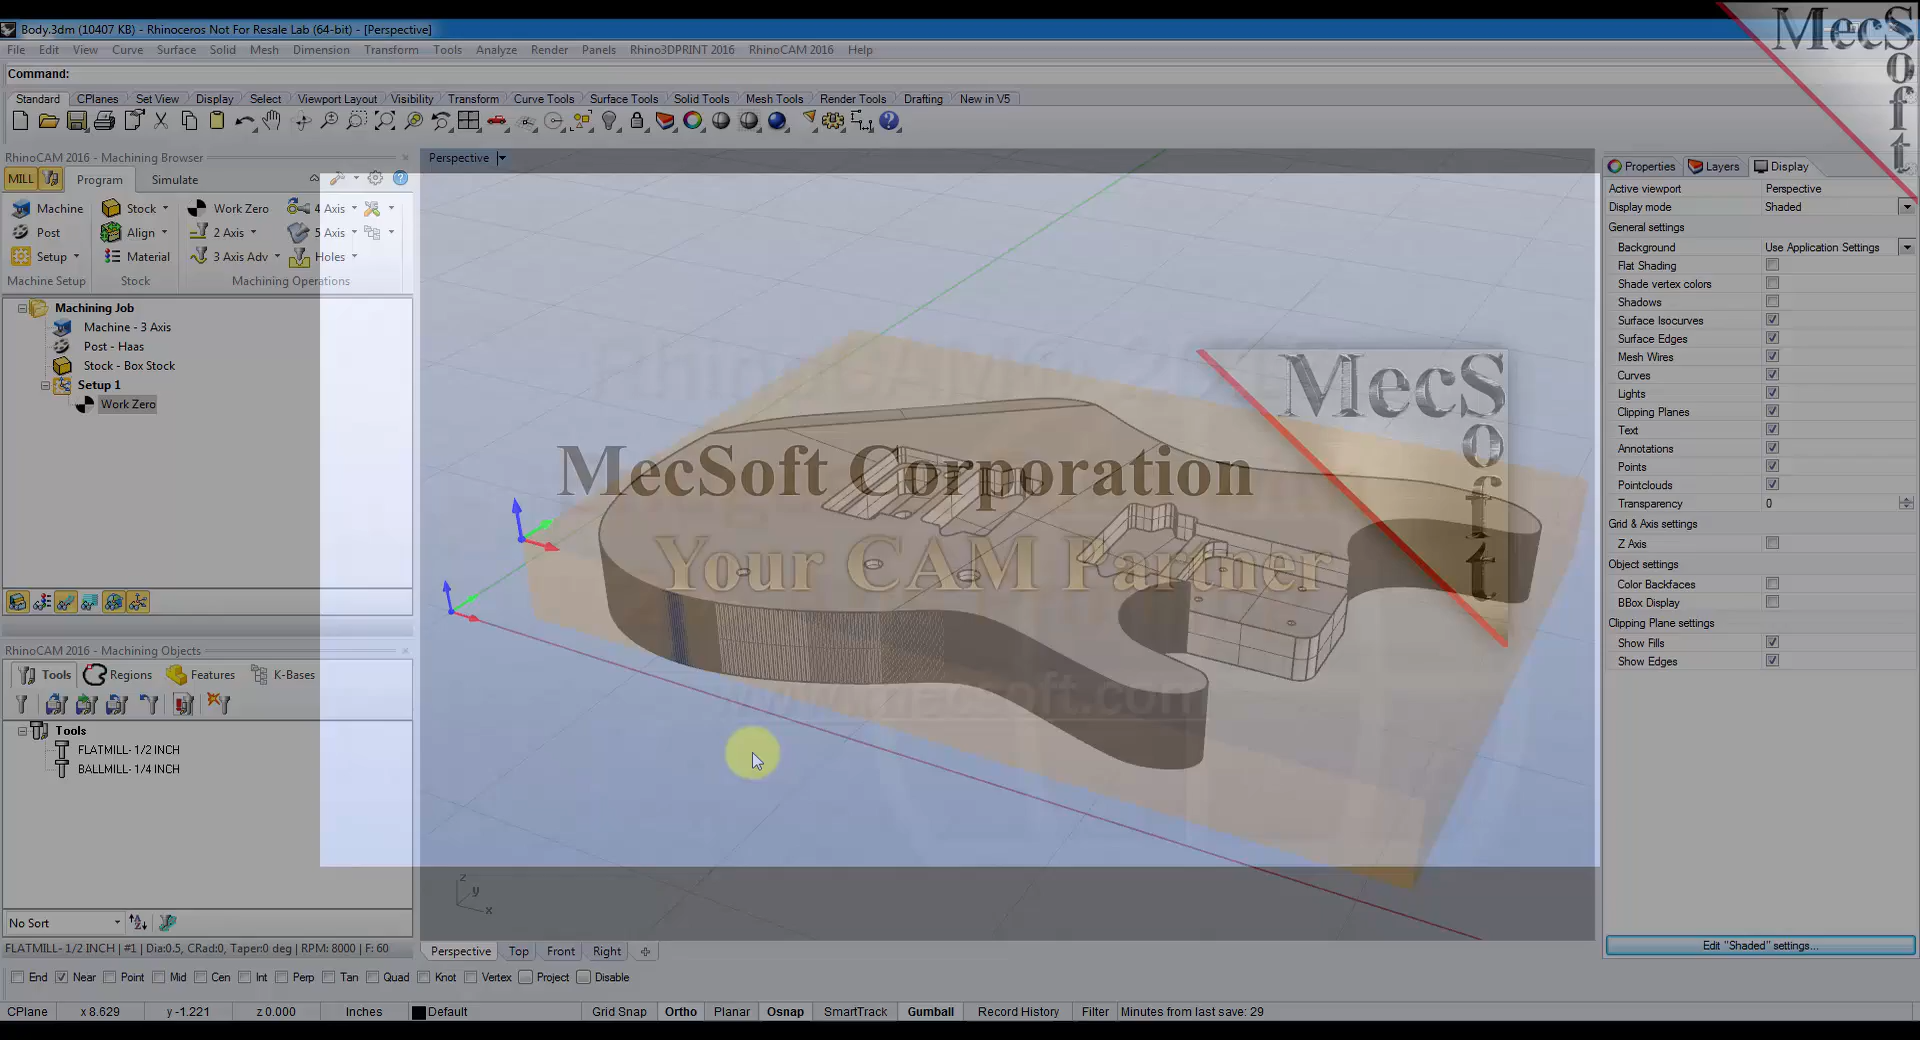 Body.3dm (10407 KB) - Rhinoceros Not For Resale Lab (64-bit) - [Perspective]
File Edit View Curve Surface Solid Mesh Dimension Transform Tools Analyze Render Panels Rhino3DPRINT 2016 RhinoCAM 2016 Help
Command:
Standard CPlanes Set View Display Select Viewport Layout Visibility Transform Curve Tools Surface Tools Solid Tools Mesh Tools Render Tools Drafting New in V5
MecSoft
RhinoCAM 2016 - Machining Browser
MILL Program Simulate
Machine Stock Work Zero 4 Axis
Post Align 2 Axis 5 Axis
Setup Material 3 Axis Adv Holes
Machine Setup Stock Machining Operations
Machining Job
Machine - 3 Axis
Post - Haas
Stock - Box Stock
Setup 1
Work Zero
RhinoCAM 2016 - Machining Objects
Tools Regions Features K-Bases
Tools
FLATMILL- 1/2 INCH
BALLMILL- 1/4 INCH
No Sort
FLATMILL- 1/2 INCH | #1 | Dia:0.5, CRad:0, Taper:0 deg | RPM: 8000 | F: 60
Perspective
MecSoft
MecSoft Corporation
Your CAM Partner
www.mecsoft.com
z
y
x
Perspective Top Front Right
Properties Layers Display
Active viewport Perspective
Display mode Shaded
General settings
Background Use Application Settings
Flat Shading
Shade vertex colors
Shadows
Surface Isocurves
Surface Edges
Mesh Wires
Curves
Lights
Clipping Planes
Text
Annotations
Points
Pointclouds
Transparency 0
Grid & Axis settings
Z Axis
Object settings
Color Backfaces
BBox Display
Clipping Plane settings
Show Fills
Show Edges
Edit "Shaded" settings...
End Near Point Mid Cen Int Perp Tan Quad Knot Vertex Project Disable
CPlane x 8.629 y -1.221 z 0.000 Inches Default Grid Snap Ortho Planar Osnap SmartTrack Gumball Record History Filter Minutes from last save: 29